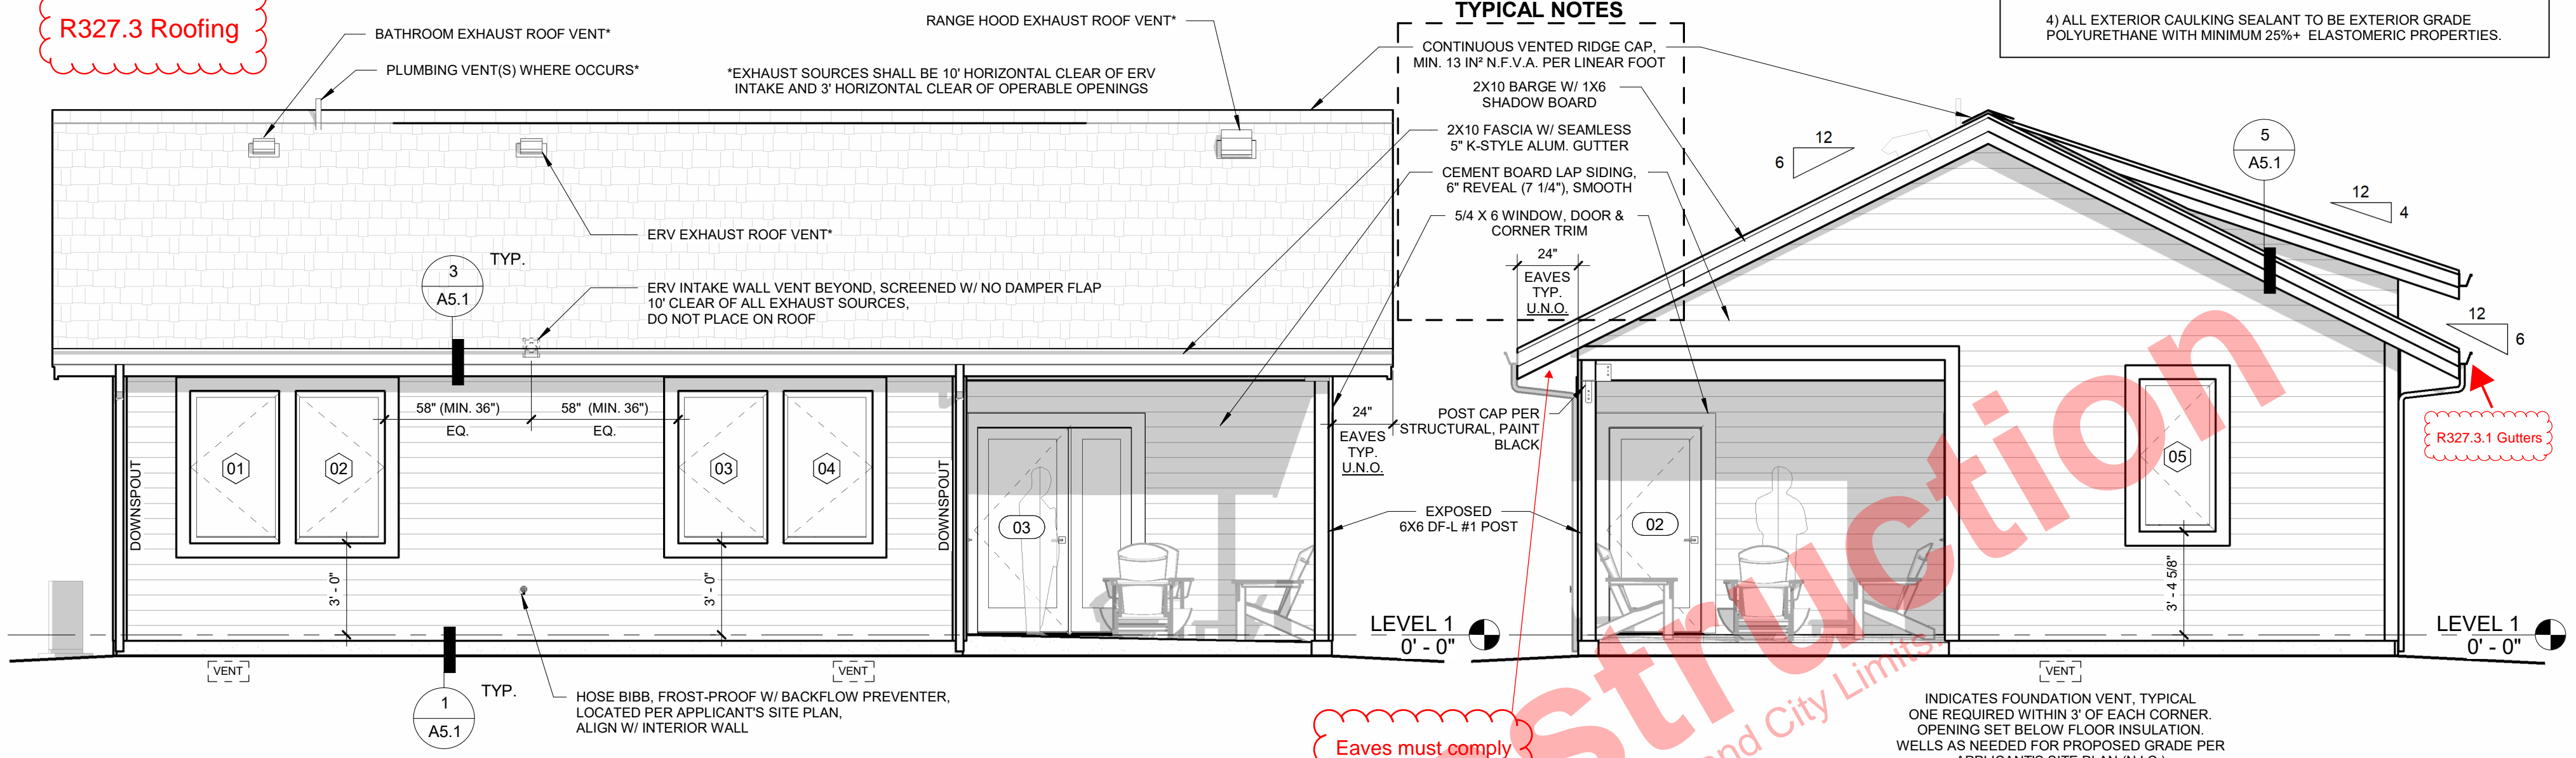 R327.3 Roofing
BATHROOM EXHAUST ROOF VENT*
PLUMBING VENT(S) WHERE OCCURS*
RANGE HOOD EXHAUST ROOF VENT*
*EXHAUST SOURCES SHALL BE 10' HORIZONTAL CLEAR OF ERV
INTAKE AND 3' HORIZONTAL CLEAR OF OPERABLE OPENINGS
TYPICAL NOTES
CONTINUOUS VENTED RIDGE CAP,
MIN. 13 IN² N.F.V.A. PER LINEAR FOOT
2X10 BARGE W/ 1X6
SHADOW BOARD
2X10 FASCIA W/ SEAMLESS
5" K-STYLE ALUM. GUTTER
CEMENT BOARD LAP SIDING,
6" REVEAL (7 1/4"), SMOOTH
5/4 X 6 WINDOW, DOOR &
CORNER TRIM
24"
EAVES
TYP.
U.N.O.
4) ALL EXTERIOR CAULKING SEALANT TO BE EXTERIOR GRADE
POLYURETHANE WITH MINIMUM 25%+ ELASTOMERIC PROPERTIES.
12
6
5
A5.1
12
4
12
6
ERV EXHAUST ROOF VENT*
3
A5.1
TYP.
ERV INTAKE WALL VENT BEYOND, SCREENED W/ NO DAMPER FLAP
10' CLEAR OF ALL EXHAUST SOURCES,
DO NOT PLACE ON ROOF
58" (MIN. 36")
EQ.
58" (MIN. 36")
EQ.
24"
EAVES
TYP.
U.N.O.
POST CAP PER
STRUCTURAL, PAINT
BLACK
R327.3.1 Gutters
DOWNSPOUT
01
02
03
04
DOWNSPOUT
03
EXPOSED
6X6 DF-L #1 POST
02
05
3' - 0"
3' - 0"
3' - 4 5/8"
LEVEL 1
0' - 0"
LEVEL 1
0' - 0"
VENT
VENT
VENT
1
A5.1
TYP.
HOSE BIBB, FROST-PROOF W/ BACKFLOW PREVENTER,
LOCATED PER APPLICANT'S SITE PLAN,
ALIGN W/ INTERIOR WALL
Eaves must comply
struction
nd City Limits.
INDICATES FOUNDATION VENT, TYPICAL
ONE REQUIRED WITHIN 3' OF EACH CORNER.
OPENING SET BELOW FLOOR INSULATION.
WELLS AS NEEDED FOR PROPOSED GRADE PER
APPLICANT'S SITE PLAN (N.I.C.)